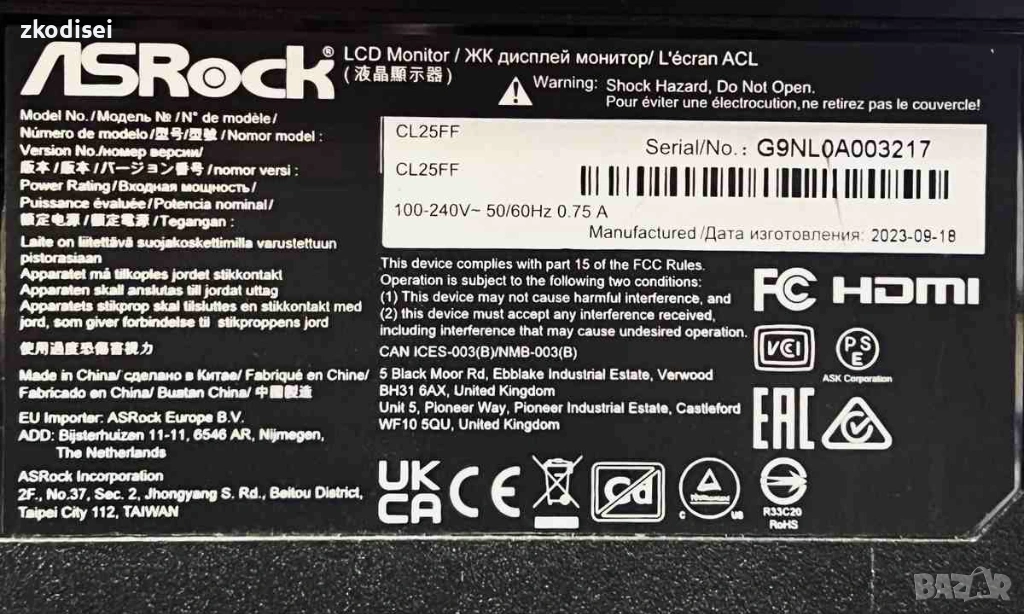 zkodisei
ASRock® LCD Monitor / ЖК дисплей монитор/ L'écran ACL
(液晶顯示器)
Warning: Shock Hazard, Do Not Open.
Pour éviter une électrocution,ne retirez pas le couvercle!
Model No./Модель №/N° de modèle/
Número de modelo/型号/型號/Nomor model :
Version No./номер версии/
版本/版本/バージョン番号/nomor versi :
Power Rating/Входная мощность/
Puissance évaluée/Potencia nominal/
额定电源/額定電源/Tegangan :
CL25FF
CL25FF
100-240V~ 50/60Hz 0.75 A
Serial/No.: G9NL0A003217
Manufactured /Дата изготовления: 2023-09-18
Laite on liitettävä suojakoskettimilla varustettuun
pistorasiaan
Apparatet må tilkoples jordet stikkontakt
Apparaten skall anslutas till jordat uttag
Apparatets stikprop skal tilsluttes en stikkontakt med
jord, som giver forbindelse til stikproppens jord
使用過度恐傷害視力
Made in China/ сделано в Китае/ Fabriqué en Chine/
Fabricado en China/ Buatan China/ 中國製造
EU Importer: ASRock Europe B.V.
ADD: Bijsterhuizen 11-11, 6546 AR, Nijmegen,
The Netherlands
ASRock Incorporation
2F., No.37, Sec. 2, Jhongyang S. Rd., Beitou District,
Taipei City 112, TAIWAN
This device complies with part 15 of the FCC Rules.
Operation is subject to the following two conditions:
(1) This device may not cause harmful interference, and
(2) this device must accept any interference received,
including interference that may cause undesired operation.
CAN ICES-003(B)/NMB-003(B)
5 Black Moor Rd, Ebblake Industrial Estate, Verwood
BH31 6AX, United Kingdom
Unit 5, Pioneer Way, Pioneer Industrial Estate, Castleford
WF10 5QU, United Kingdom
FC HDMI
VCI
PSE
ASK Corporation
EAC
UK
CA
CE
Cd
TÜVRheinland
C US
R33C20
RoHS
BAZAR